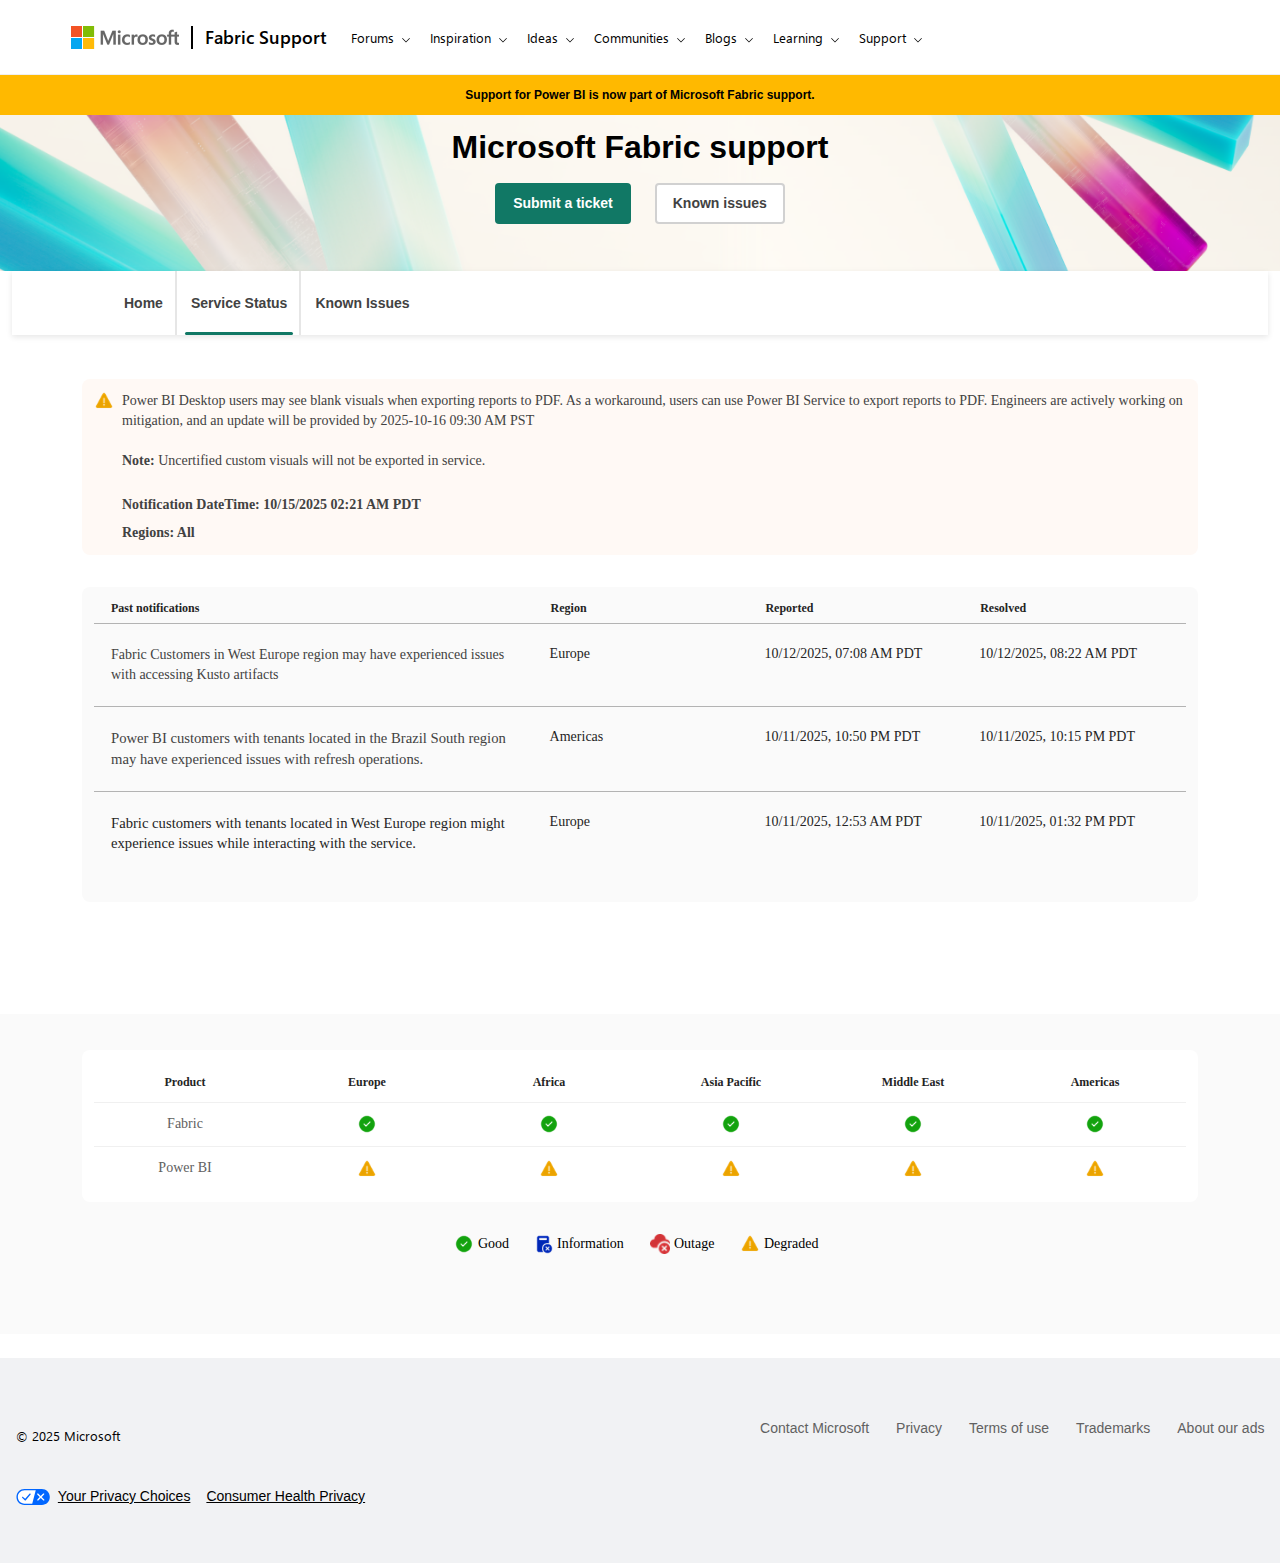 Microsoft | Fabric Support Forums Inspiration Ideas Communities Blogs Learning Support
Support for Power BI is now part of Microsoft Fabric support.
Microsoft Fabric support
Submit a ticket Known issues
Home Service Status Known Issues
Power BI Desktop users may see blank visuals when exporting reports to PDF. As a workaround, users can use Power BI Service to export reports to PDF. Engineers are actively working on
mitigation, and an update will be provided by 2025-10-16 09:30 AM PST
Note: Uncertified custom visuals will not be exported in service.
Notification DateTime: 10/15/2025 02:21 AM PDT
Regions: All
Past notifications Region Reported Resolved
Fabric Customers in West Europe region may have experienced issues Europe 10/12/2025, 07:08 AM PDT 10/12/2025, 08:22 AM PDT
with accessing Kusto artifacts
Power BI customers with tenants located in the Brazil South region Americas 10/11/2025, 10:50 PM PDT 10/11/2025, 10:15 PM PDT
may have experienced issues with refresh operations.
Fabric customers with tenants located in West Europe region might Europe 10/11/2025, 12:53 AM PDT 10/11/2025, 01:32 PM PDT
experience issues while interacting with the service.
Product Europe Africa Asia Pacific Middle East Americas
Fabric
Power BI
Good Information Outage Degraded
Contact Microsoft Privacy Terms of use Trademarks About our ads
© 2025 Microsoft
Your Privacy Choices Consumer Health Privacy